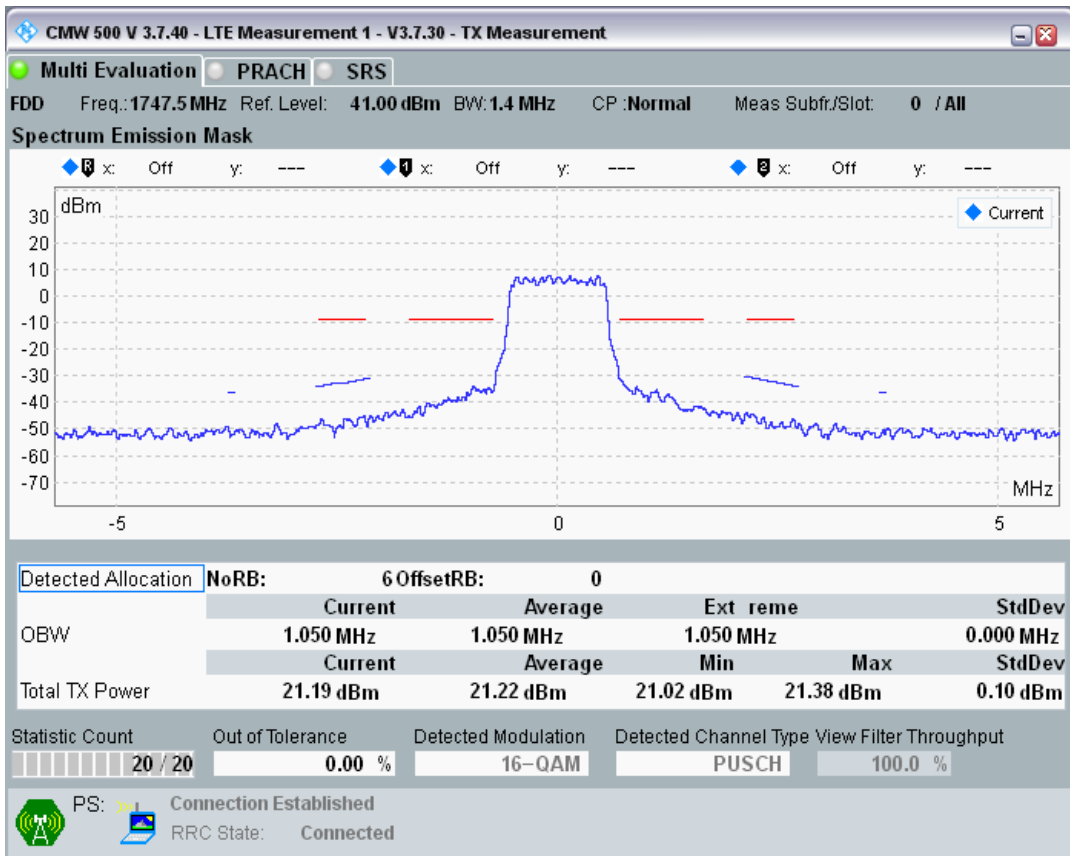 CMW 500 V 3.7.40 - LTE Measurement 1 - V3.7.30 - TX Measurement
Multi Evaluation PRACH SRS
FDD Freq.: 1747.5 MHz Ref. Level: 41.00 dBm BW: 1.4 MHz CP : Normal Meas Subfr./Slot: 0 / All
Spectrum Emission Mask
R x: Off y: --- 1 x: Off y: --- 2 x: Off y: ---
dBm
Current
30
20
10
0
-10
-20
-30
-40
-50
-60
-70
MHz
-5 0 5
Detected Allocation NoRB: 6 OffsetRB: 0
Current Average Ext reme StdDev
OBW 1.050 MHz 1.050 MHz 1.050 MHz 0.000 MHz
Current Average Min Max StdDev
Total TX Power 21.19 dBm 21.22 dBm 21.02 dBm 21.38 dBm 0.10 dBm
Statistic Count Out of Tolerance Detected Modulation Detected Channel Type View Filter Throughput
20 / 20 0.00 % 16-QAM PUSCH 100.0 %
PS: Connection Established
RRC State: Connected